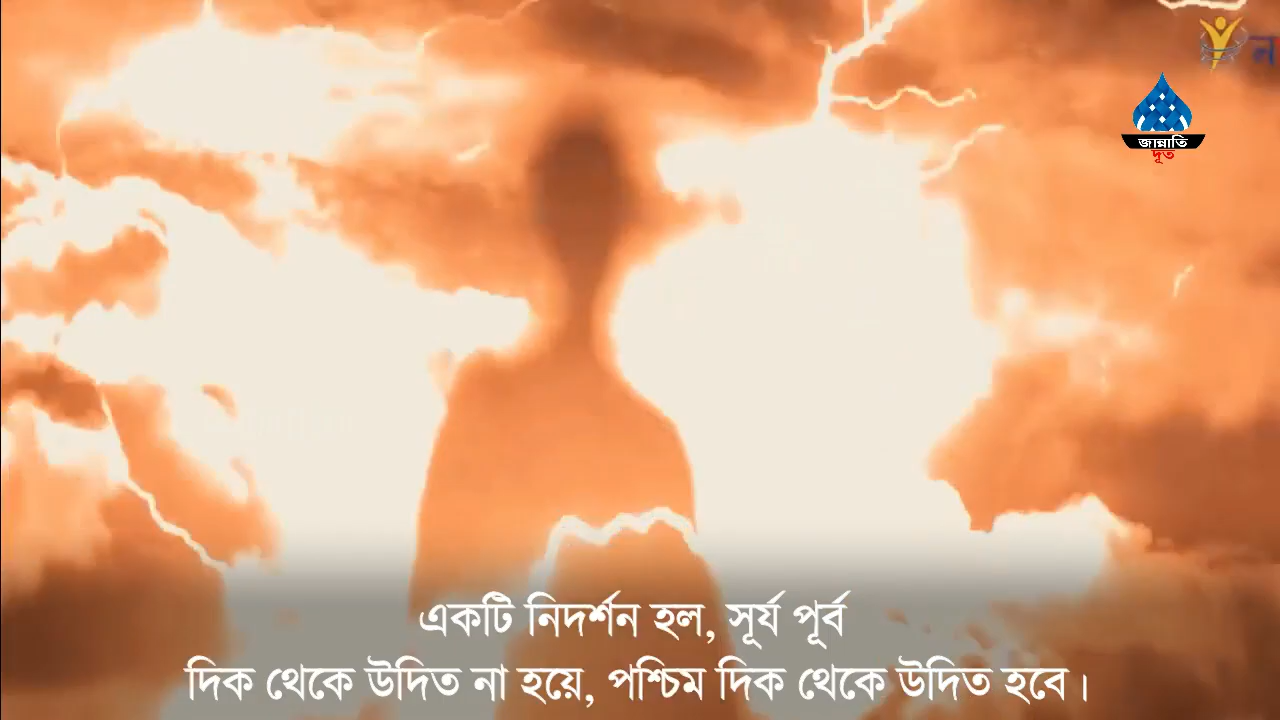 ন
জান্নাতি
দূত
একটি নিদর্শন হল, সূর্য পূর্ব
দিক থেকে উদিত না হয়ে, পশ্চিম দিক থেকে উদিত হবে।